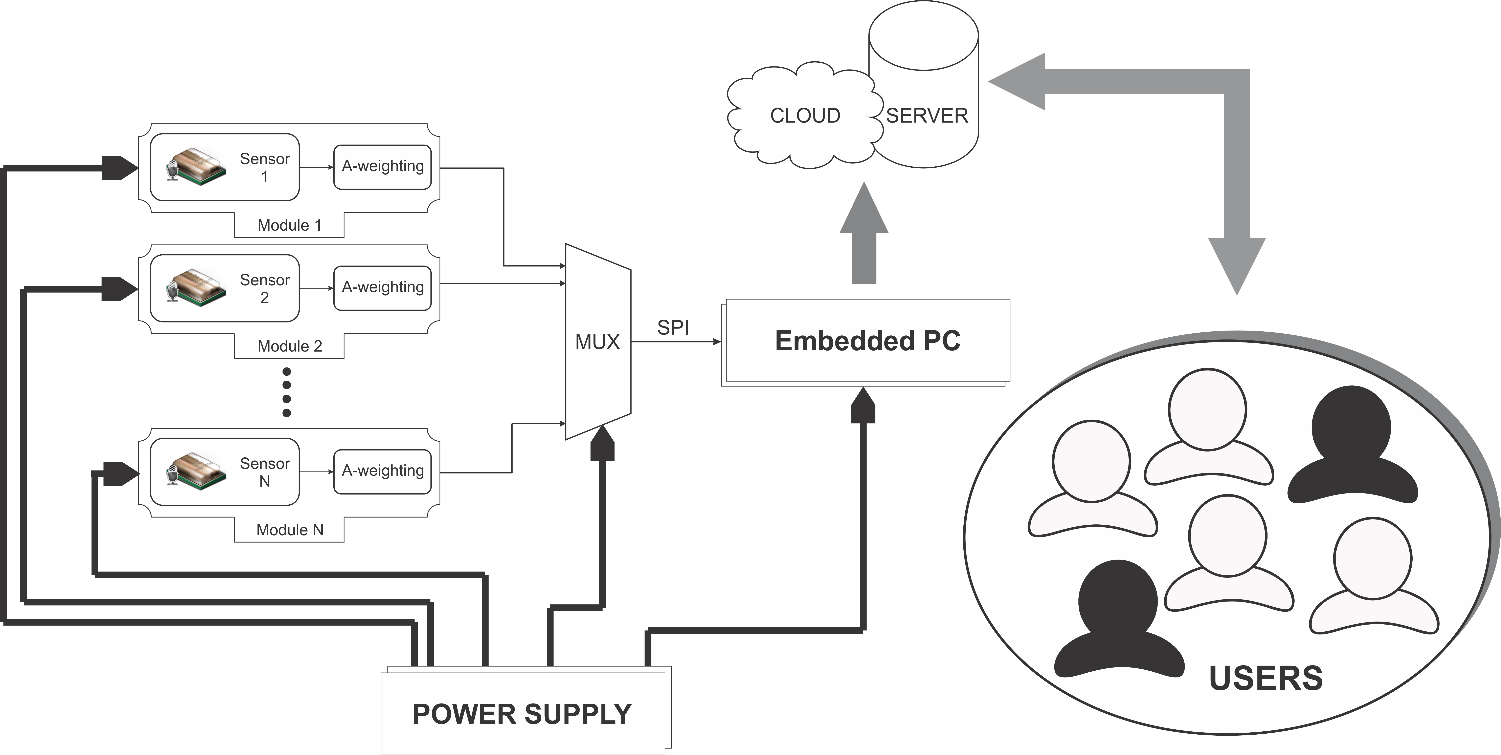 CLOUD
SERVER
Sensor
1
A-weighting
Module 1
Sensor
2
A-weighting
Module 2
MUX
SPI
Embedded PC
Sensor
N
A-weighting
Module N
USERS
POWER SUPPLY